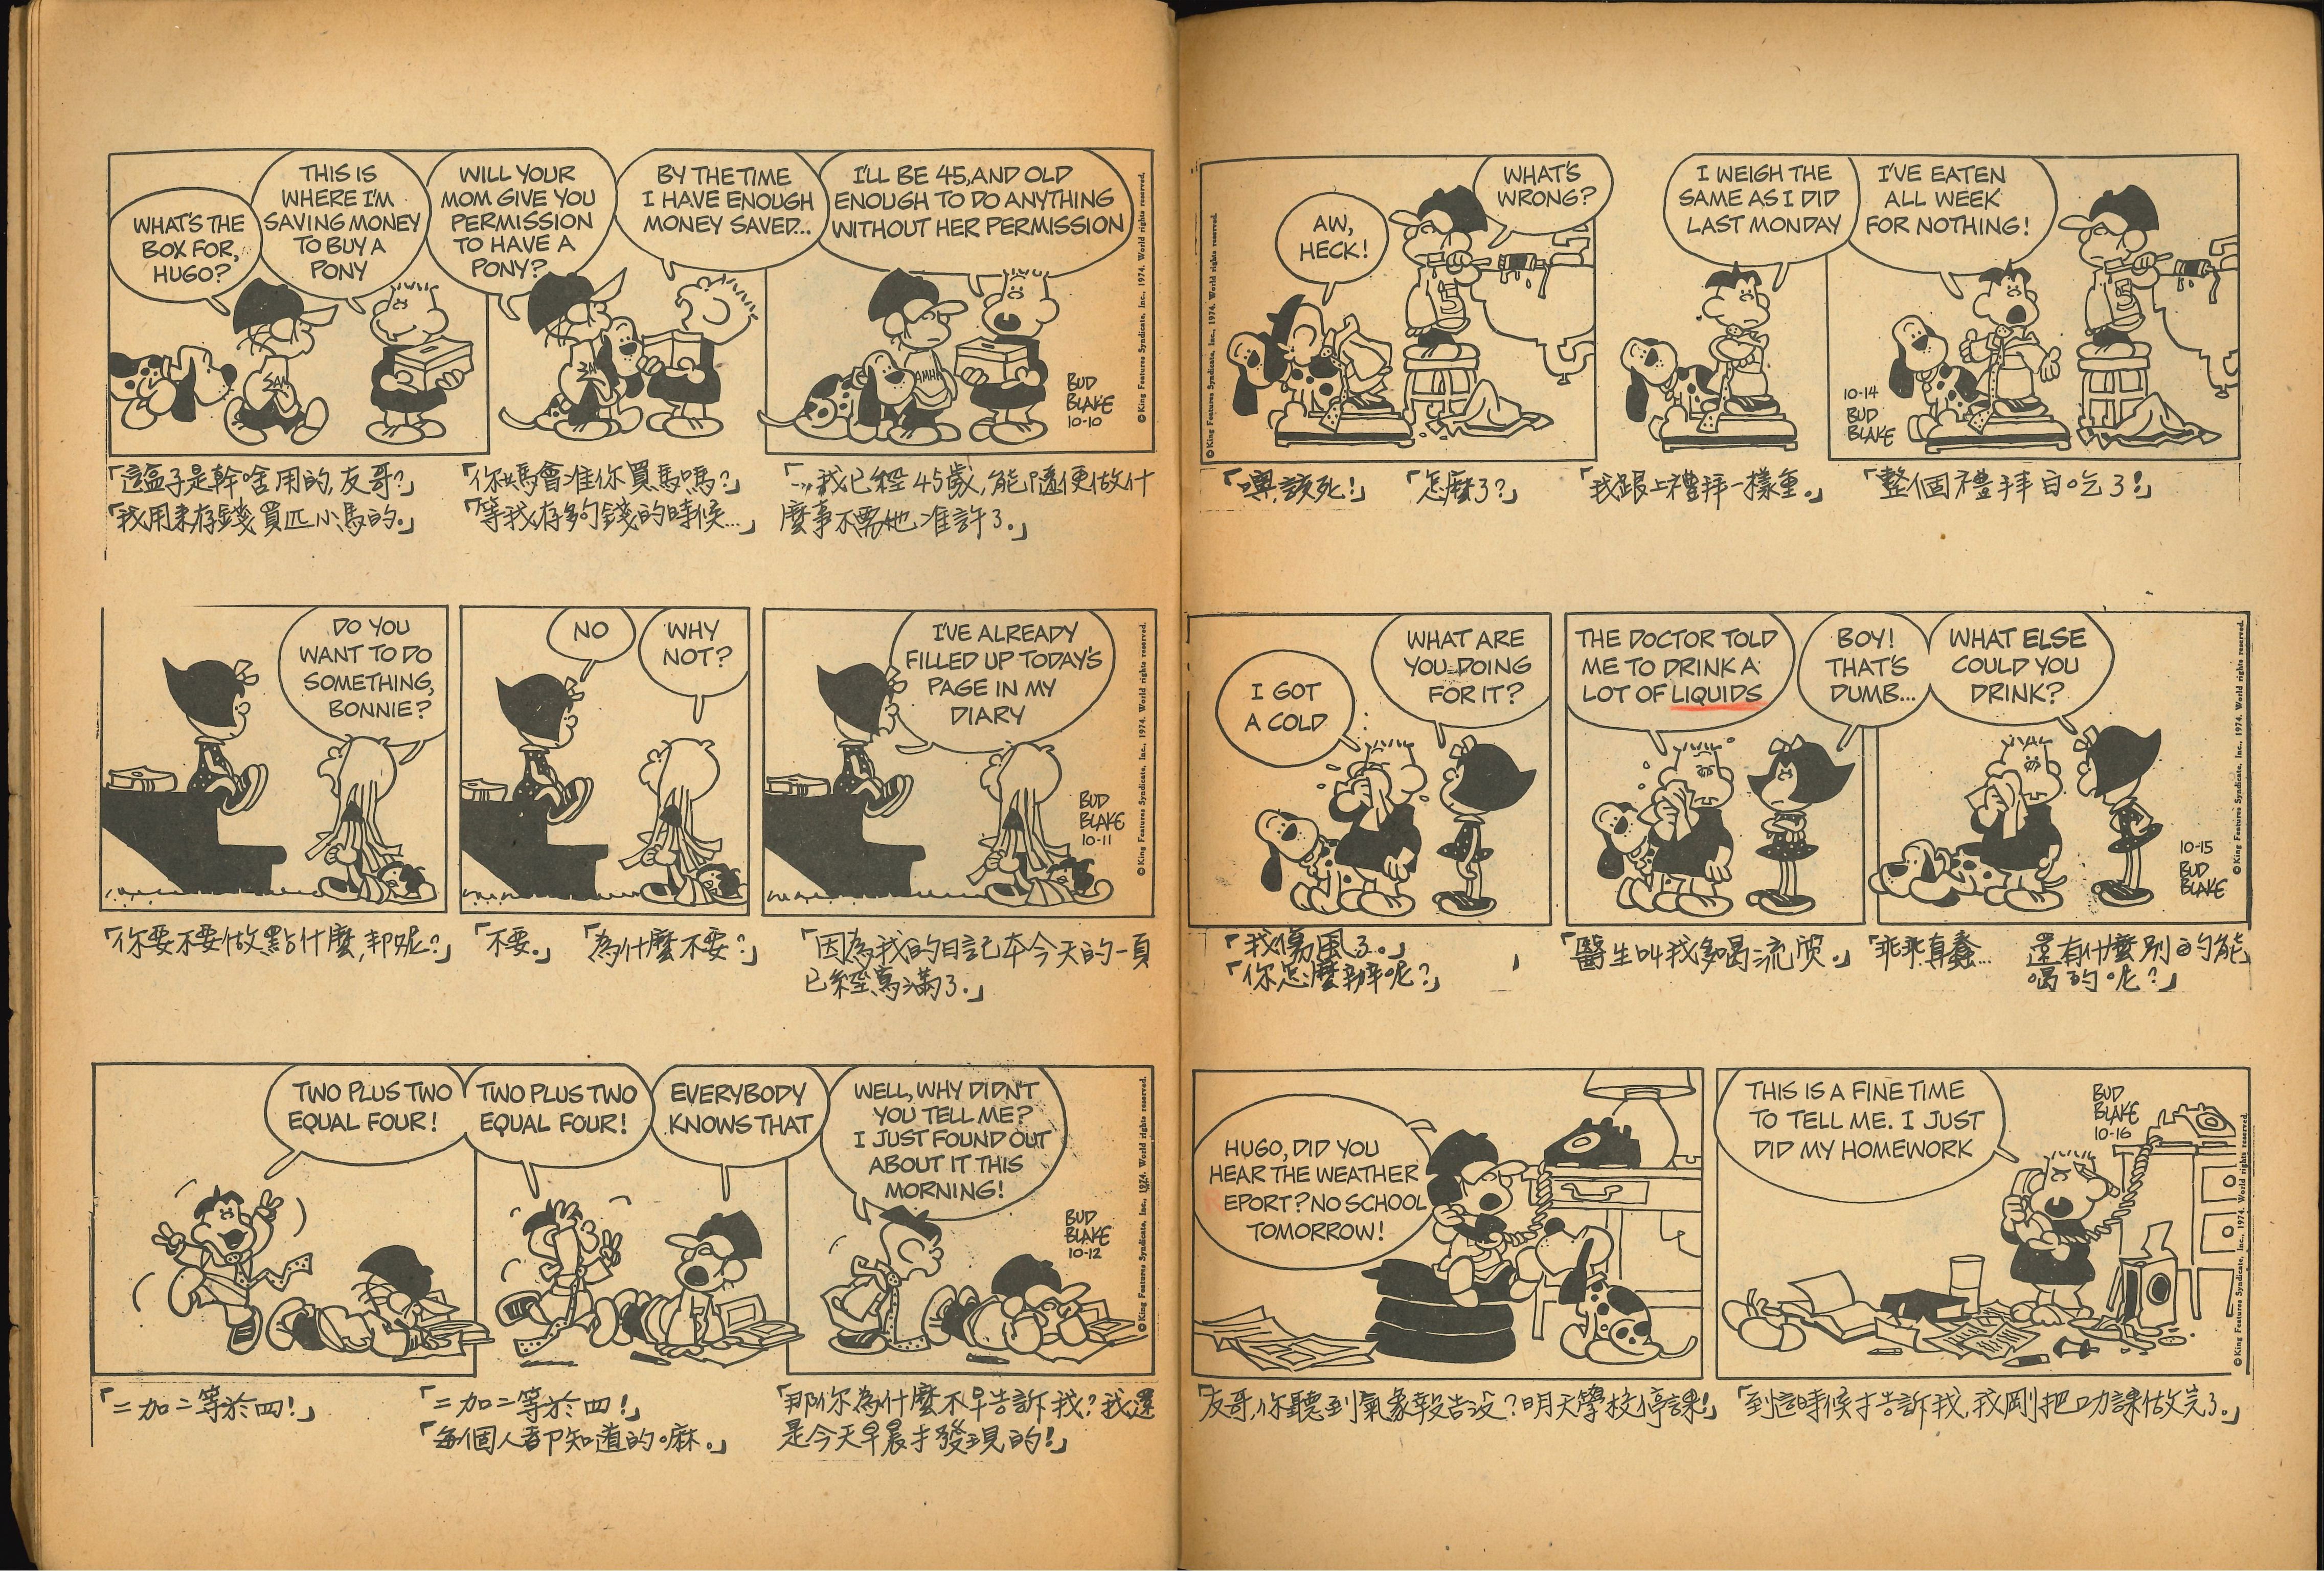 WHAT'S THE
BOX FOR,
HUGO?
THIS IS
WHERE I'M
SAVING MONEY
TO BUY A
PONY
WILL YOUR
MOM GIVE YOU
PERMISSION
TO HAVE A
PONY?
BY THE TIME
I HAVE ENOUGH
MONEY SAVED...
I'LL BE 45, AND OLD
ENOUGH TO DO ANYTHING
WITHOUT HER PERMISSION
BUD
BLAKE
10-10
©King Features Syndicate, Inc., 1974. World rights reserved.
「這盒子是幹啥用的,友哥?」
「我用来存錢買匹小馬的。」
「你媽會准你買馬嗎?」
「等我存夠錢的時候…」
「…我已經45歲,能隨便做什
麼事不需她准許了。」
DO YOU
WANT TO DO
SOMETHING,
BONNIE?
NO
WHY
NOT?
I'VE ALREADY
FILLED UP TODAY'S
PAGE IN MY
DIARY
BUD
BLAKE
10-11
©King Features Syndicate, Inc., 1974. World rights reserved.
「你要不要做點什麼,邦妮?」
「不要。」
「為什麼不要?」
「因為我的日記本今天的一頁
已經寫滿了.」
TWO PLUS TWO
EQUAL FOUR!
TWO PLUS TWO
EQUAL FOUR!
EVERYBODY
KNOWS THAT
WELL, WHY DIDN'T
YOU TELL ME?
I JUST FOUND OUT
ABOUT IT THIS
MORNING!
BUD
BLAKE
10-12
©King Features Syndicate, Inc., 1974. World rights reserved.
「二加二等於四!」
「二加二等於四!」
「每個人都知道的嘛。」
「那你為什麼不早告訴我?我還
是今天早晨才發現的!」
©King Features Syndicate, Inc., 1974. World rights reserved.
AW,
HECK!
WHAT'S
WRONG?
I WEIGH THE
SAME AS I DID
LAST MONDAY
I'VE EATEN
ALL WEEK
FOR NOTHING!
10-14
BUD
BLAKE
「噢,該死!」
「怎麼了?」
「我跟上禮拜一樣重。」
「整個禮拜白吃了!」
I GOT
A COLD
WHAT ARE
YOU DOING
FOR IT?
THE DOCTOR TOLD
ME TO DRINK A
LOT OF LIQUIDS
BOY!
THAT'S
DUMB...
WHAT ELSE
COULD YOU
DRINK?
10-15
BUD
BLAKE
©King Features Syndicate, Inc., 1974. World rights reserved.
「我傷風了。」
「你怎麼辦呢?」
「醫生叫我多喝流质。」
「乖乖真蠢…
還有什麼別的能
喝的呢?」
HUGO, DID YOU
HEAR THE WEATHER
EPORT? NO SCHOOL
TOMORROW!
THIS IS A FINE TIME
TO TELL ME. I JUST
DID MY HOMEWORK
BUD
BLAKE
10-16
©King Features Syndicate, Inc., 1974. World rights reserved.
「友哥,你聽到氣象報告没?明天學校停課!」
「到這時候才告訴我,我剛把功課做完了。」